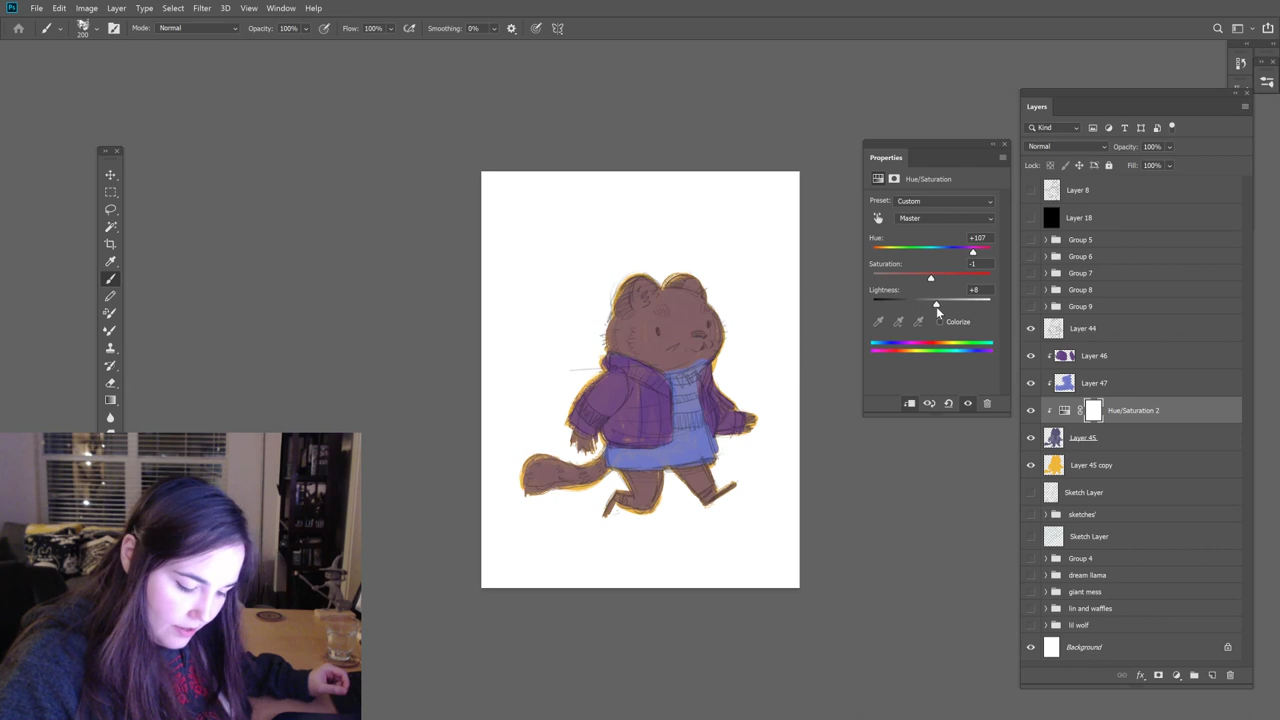 Ps File Edit Image Layer Type Select Filter 3D View Window Help
200 Mode: Normal Opacity: 100% Flow: 100% Smoothing: 0%
Properties
Hue/Saturation
Preset: Custom
Master
Hue: +107
Saturation: -1
Lightness: +8
Colorize
Layers
Kind
Normal Opacity: 100%
Lock: Fill: 100%
Layer 8
Layer 18
Group 5
Group 6
Group 7
Group 8
Group 9
Layer 44
Layer 46
Layer 47
Hue/Saturation 2
Layer 45
Layer 45 copy
Sketch Layer
sketches'
Sketch Layer
Group 4
dream llama
giant mess
lin and waffles
lil wolf
Background
fx